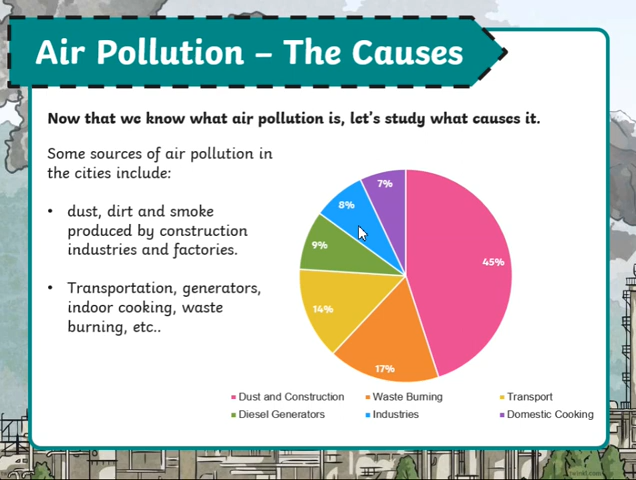 Air Pollution – The Causes
Now that we know what air pollution is, let's study what causes it.
Some sources of air pollution in
the cities include:
• dust, dirt and smoke
produced by construction
industries and factories.
• Transportation, generators,
indoor cooking, waste
burning, etc..
7%
8%
9%
45%
14%
17%
Dust and Construction
Waste Burning
Transport
Diesel Generators
Industries
Domestic Cooking